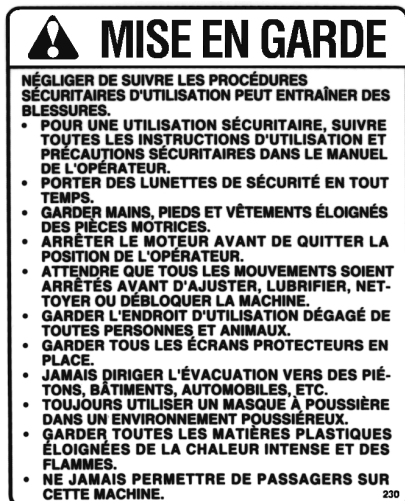 MISE EN GARDE
NÉGLIGER DE SUIVRE LES PROCÉDURES
SÉCURITAIRES D'UTILISATION PEUT ENTRAÎNER DES
BLESSURES.
• POUR UNE UTILISATION SÉCURITAIRE, SUIVRE
TOUTES LES INSTRUCTIONS D'UTILISATION ET
PRÉCAUTIONS SÉCURITAIRES DANS LE MANUEL
DE L'OPÉRATEUR.
• PORTER DES LUNETTES DE SÉCURITÉ EN TOUT
TEMPS.
• GARDER MAINS, PIEDS ET VÊTEMENTS ÉLOIGNÉS
DES PIÈCES MOTRICES.
• ARRÊTER LE MOTEUR AVANT DE QUITTER LA
POSITION DE L'OPÉRATEUR.
• ATTENDRE QUE TOUS LES MOUVEMENTS SOIENT
ARRÊTÉS AVANT D'AJUSTER, LUBRIFIER, NET-
TOYER OU DÉBLOQUER LA MACHINE.
• GARDER L'ENDROIT D'UTILISATION DÉGAGÉ DE
TOUTES PERSONNES ET ANIMAUX.
• GARDER TOUS LES ÉCRANS PROTECTEURS EN
PLACE.
• JAMAIS DIRIGER L'ÉVACUATION VERS DES PIÉ-
TONS, BÂTIMENTS, AUTOMOBILES, ETC.
• TOUJOURS UTILISER UN MASQUE À POUSSIÈRE
DANS UN ENVIRONNEMENT POUSSIÉREUX.
• GARDER TOUTES LES MATIÈRES PLASTIQUES
ÉLOIGNÉES DE LA CHALEUR INTENSE ET DES
FLAMMES.
• NE JAMAIS PERMETTRE DE PASSAGERS SUR
CETTE MACHINE. 230